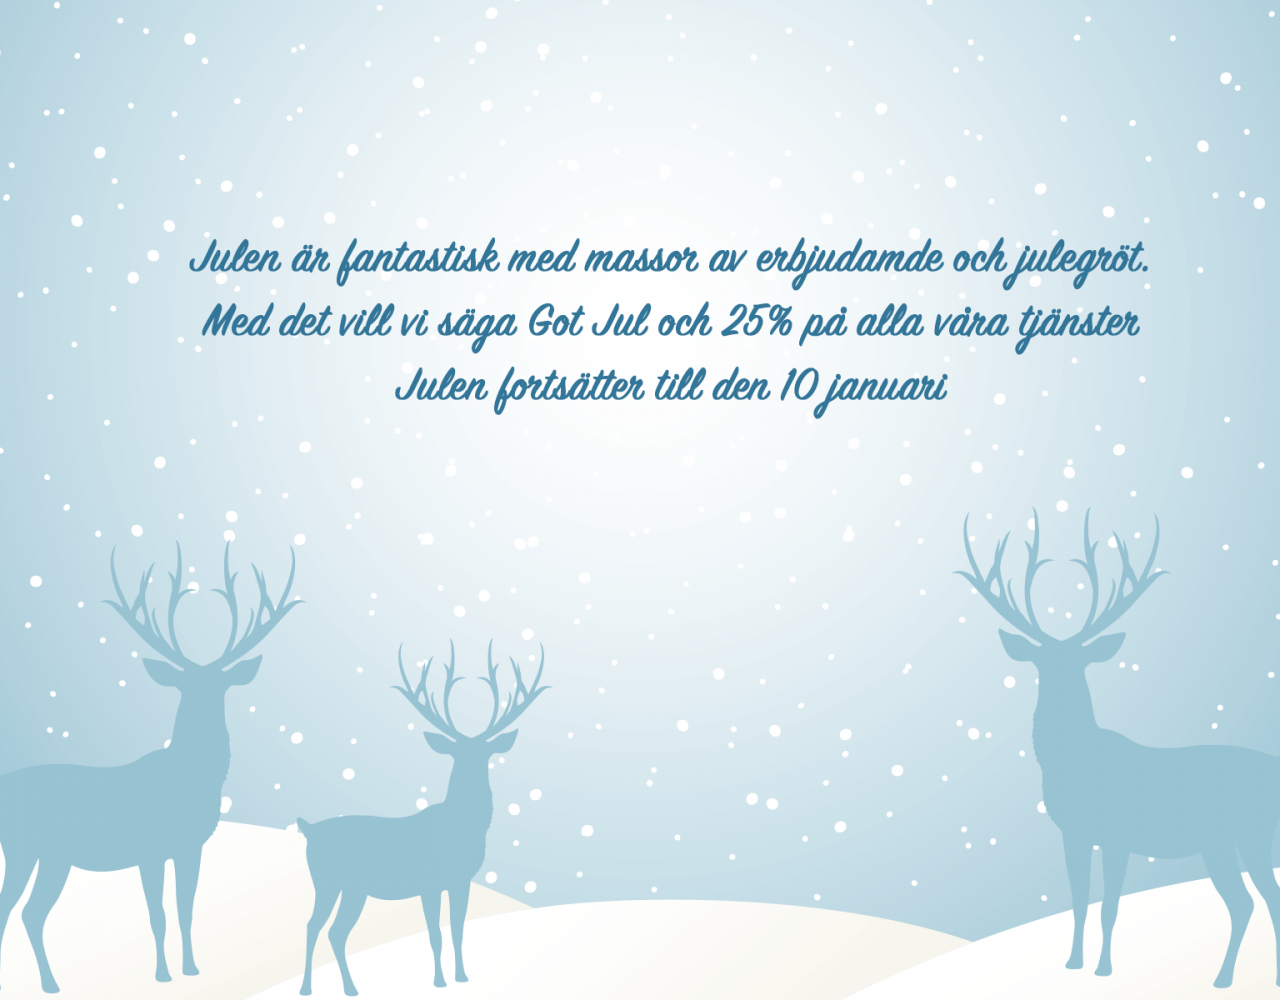 Julen är fantastisk med massor av erbjudamde och julegröt.
Med det vill vi säga Got Jul och 25% på alla våra tjänster
Julen fortsätter till den 10 januari